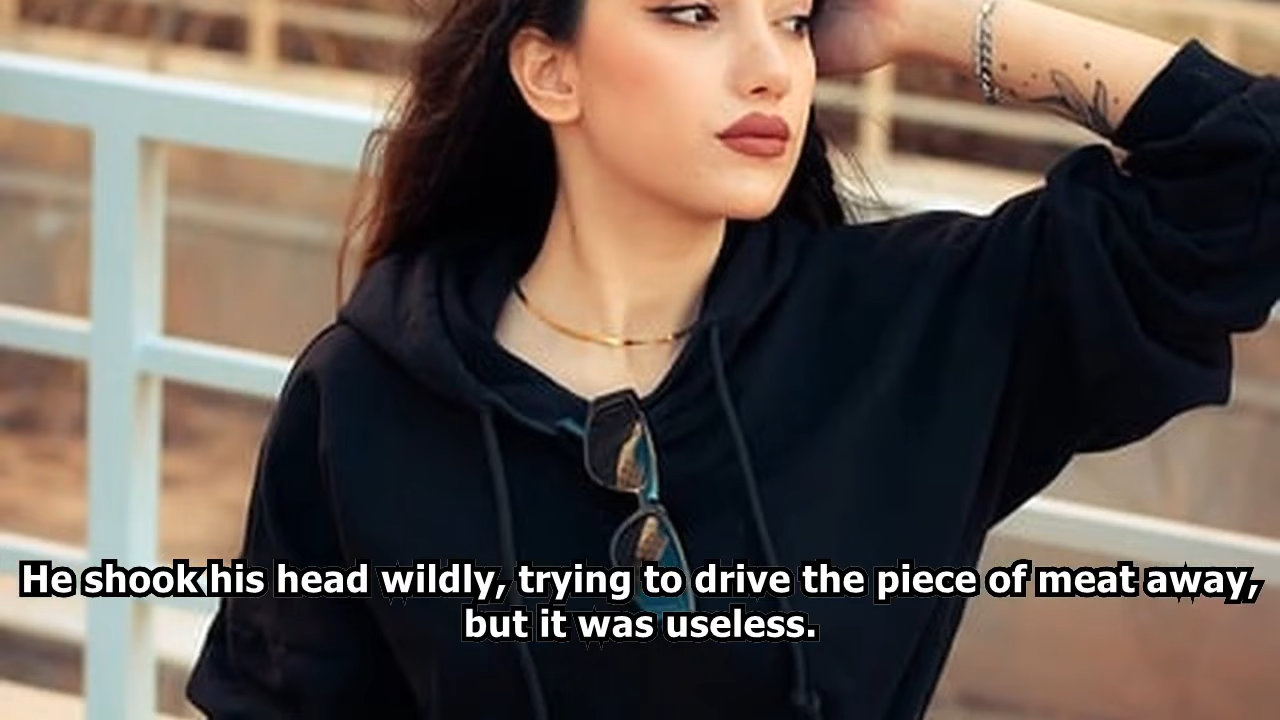 He shook his head wildly, trying to drive the piece of meat away,
but it was useless.